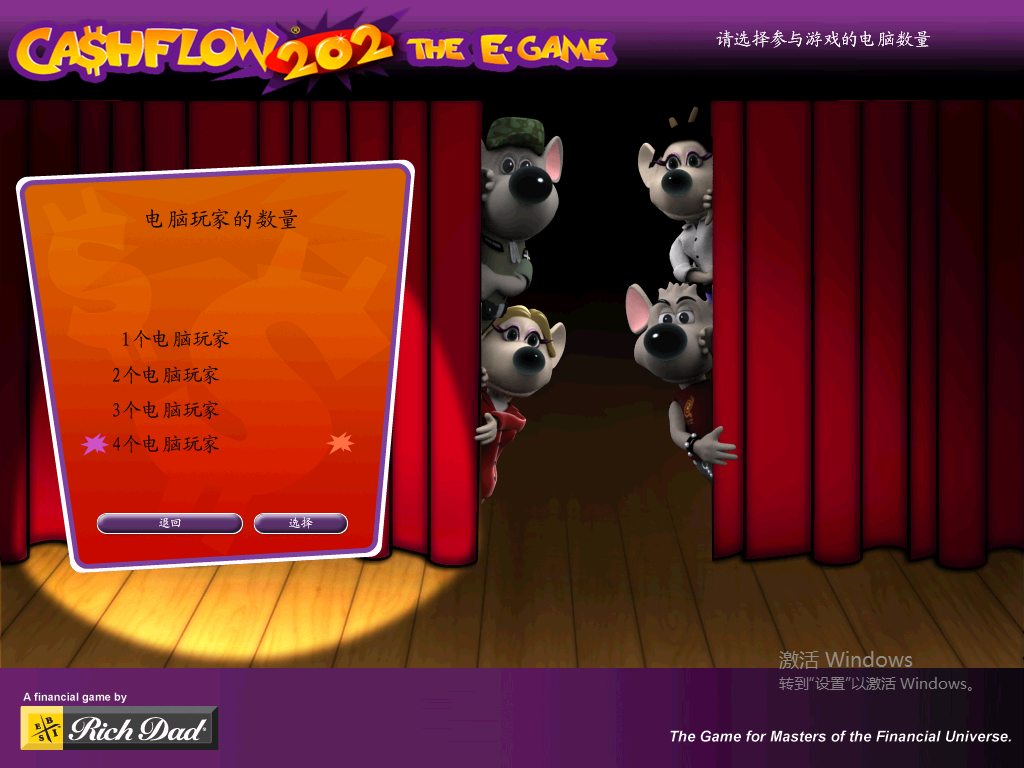 CA$HFLOW® 202 THE E-GAME
请选择参与游戏的电脑数量
电脑玩家的数量
1个电脑玩家
2个电脑玩家
3个电脑玩家
4个电脑玩家
退回
选择
激活 Windows
转到“设置”以激活 Windows。
A financial game by
E B S I Rich Dad
The Game for Masters of the Financial Universe.